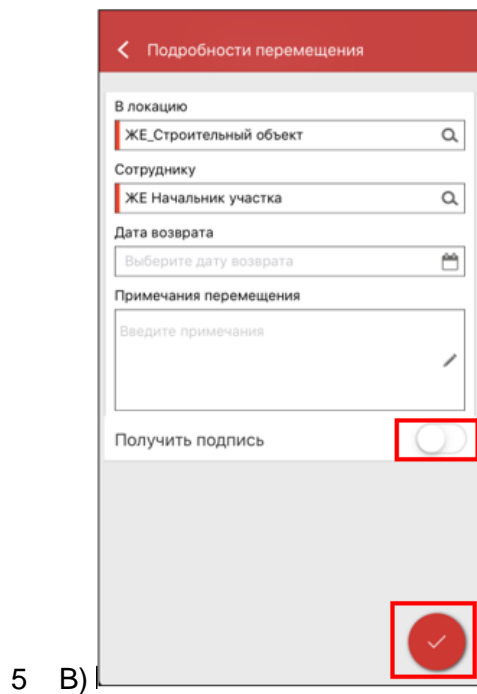 Подробности перемещения
В локацию
ЖЕ_Строительный объект
Сотруднику
ЖЕ Начальник участка
Дата возврата
Выберите дату возврата
Примечания перемещения
Введите примечания
Получить подпись
5 В)